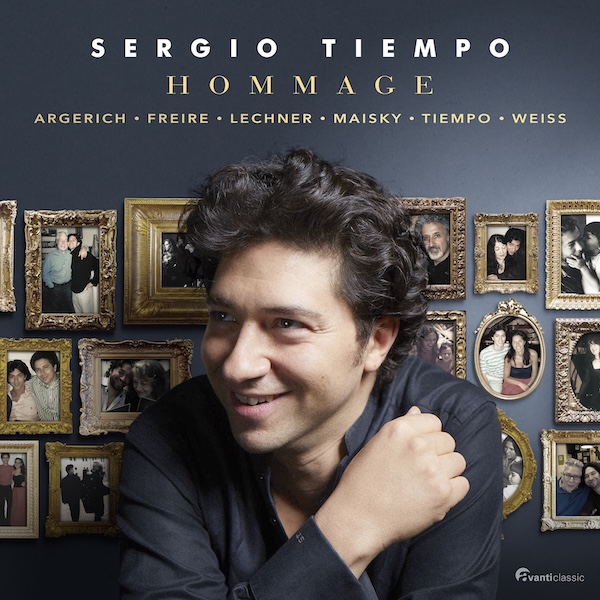 SERGIO TIEMPO
HOMMAGE
ARGERICH • FREIRE • LECHNER • MAISKY • TIEMPO • WEISS
avanticlassic